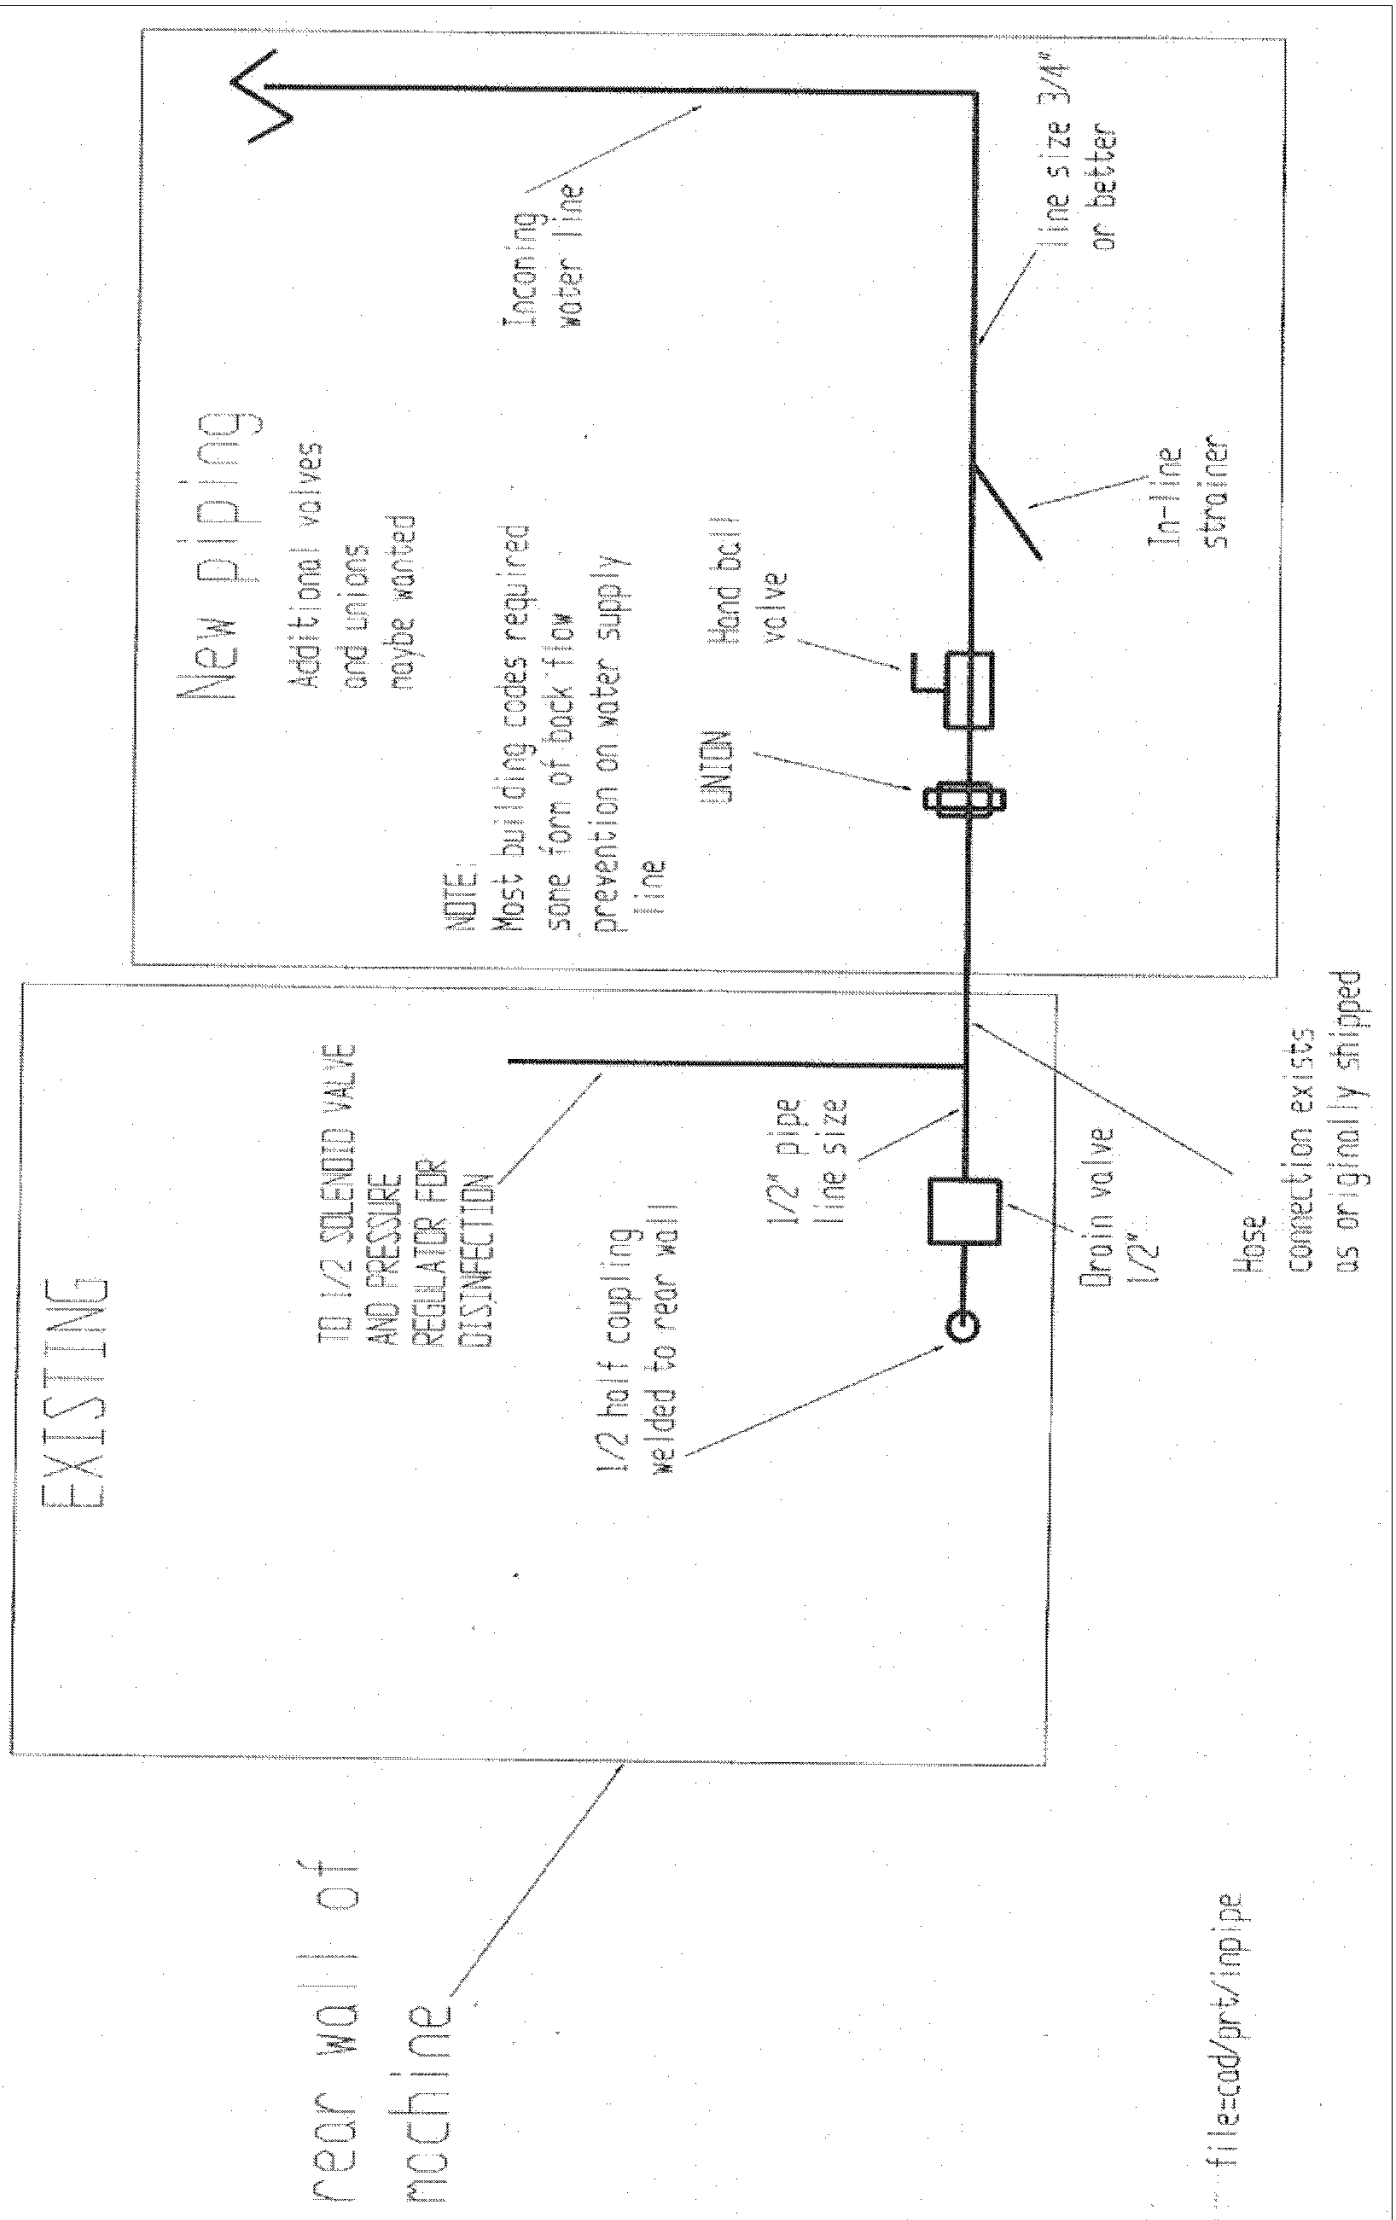 EXISTING
TO 1/2 SOLENOID VALVE
AND PRESSURE
REGULATOR FOR
DISINFECTION
1/2 half coupling
welded to rear wall
1/2" pipe
line size
Drain valve
1/2"
Hose
connection exists
as originally shipped
rear wall of
machine
file=cad/prt/inpipe
New piping
Additional valves
and unions
maybe wanted
NOTE:
Most building codes required
some form of back flow
prevention on water supply
line
UNION
Hand ball
valve
In-line
strainer
Incoming
water line
line size 3/4"
or better